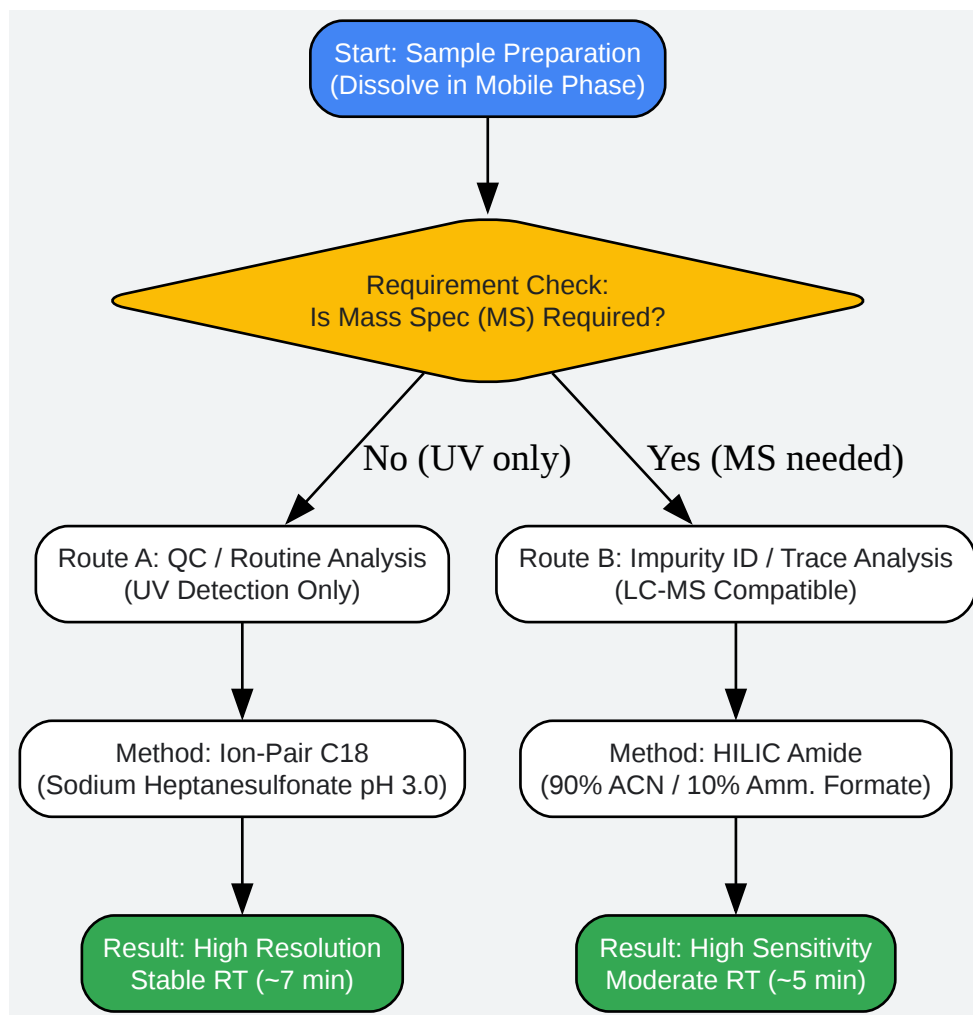 Start: Sample Preparation
(Dissolve in Mobile Phase)
Requirement Check:
Is Mass Spec (MS) Required?
No (UV only)
Yes (MS needed)
Route A: QC / Routine Analysis
(UV Detection Only)
Route B: Impurity ID / Trace Analysis
(LC-MS Compatible)
Method: Ion-Pair C18
(Sodium Heptanesulfonate pH 3.0)
Method: HILIC Amide
(90% ACN / 10% Amm. Formate)
Result: High Resolution
Stable RT (~7 min)
Result: High Sensitivity
Moderate RT (~5 min)